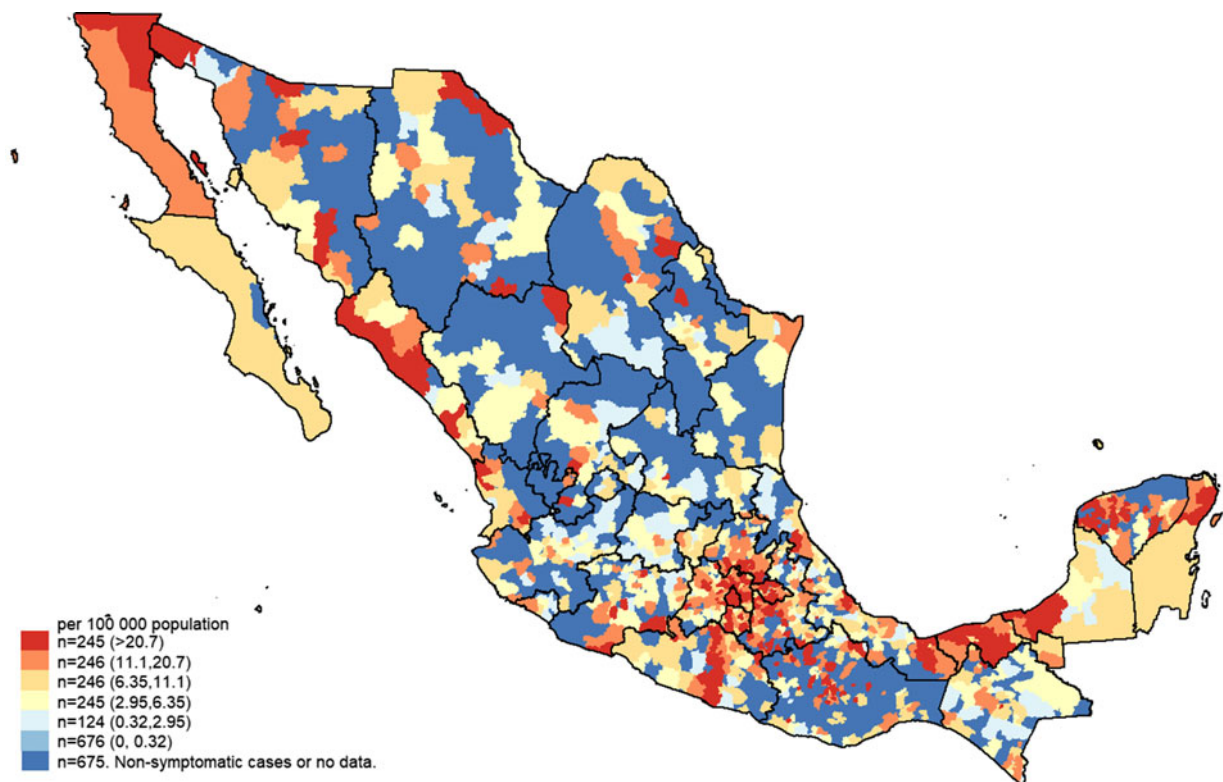 per 100 000 population
n=245 (>20.7)
n=246 (11.1,20.7)
n=246 (6.35,11.1)
n=245 (2.95,6.35)
n=124 (0.32,2.95)
n=676 (0, 0.32)
n=675. Non-symptomatic cases or no data.